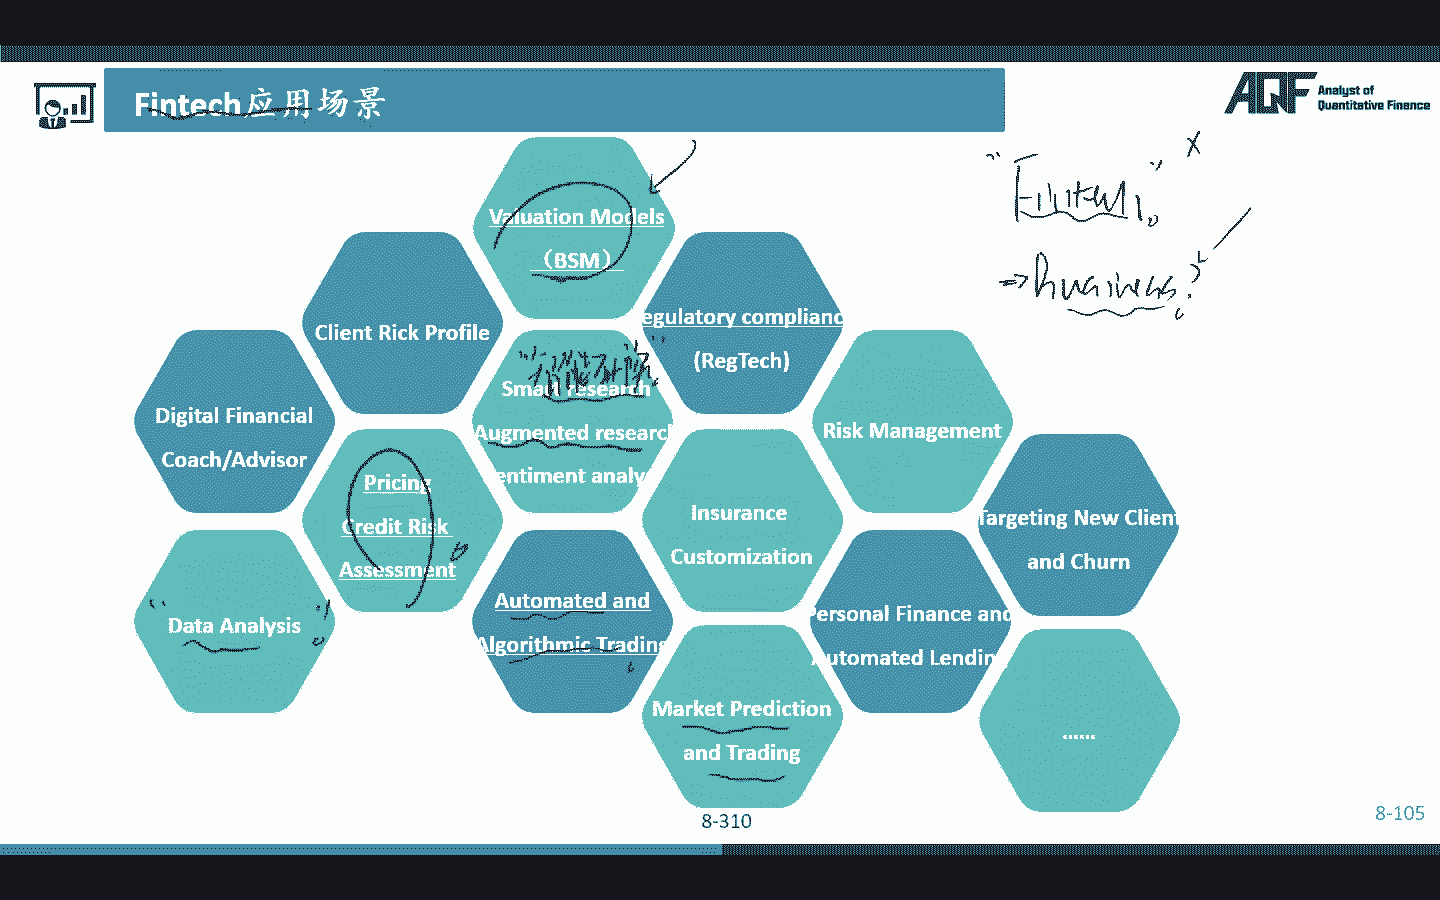 Fintech应用场景
AQF
Analyst of
Quantitative Finance
"Fintech"
Valuation Models
（BSM）
⇒Business?
Client Rick Profile
egulatory complianc
(RegTech)
Smart research
Augmented research
entiment analy
Digital Financial
Coach/Advisor
Risk Management
Pricing
Credit Risk
Assessment
Insurance
Customization
Targeting New Client
and Churn
Data Analysis
Automated and
Algorithmic Trading
Personal Finance and
utomated Lendin
Market Prediction
and Trading
......
8-310
8-105